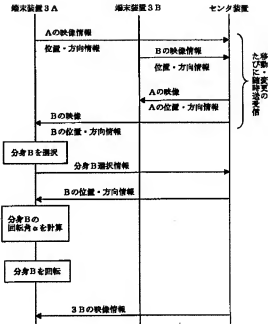 端末装置3A
端末装置3B
センタ装置
Aの映像情報
位置・方向情報
Bの映像情報
位置・方向情報
Aの映像
Aの位置・方向情報
Bの映像
Bの位置・方向情報
移動・変更の
たびに随時送受信
分身Bを選択
分身B選択情報
Bの位置・方向情報
分身Bの
回転角αを計算
分身Bを回転
3Bの映像情報